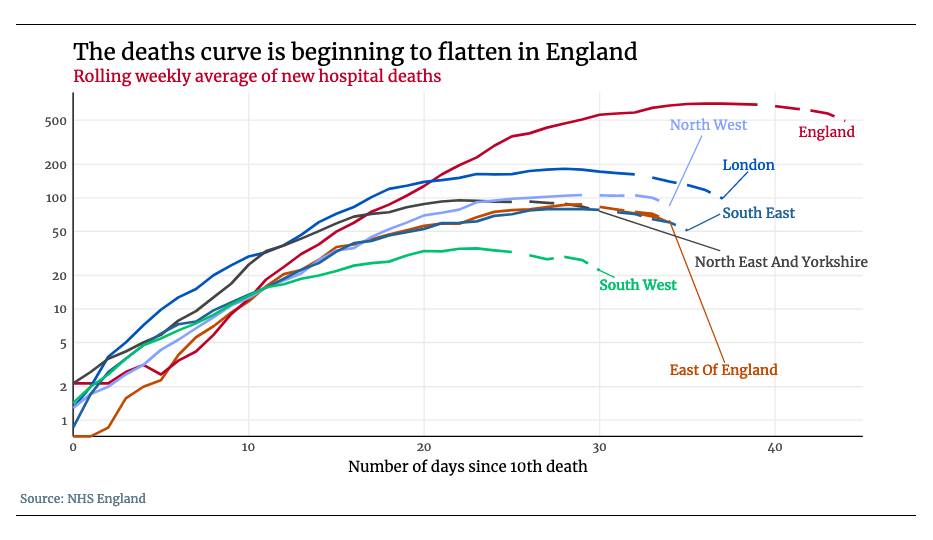 The deaths curve is beginning to flatten in England
Rolling weekly average of new hospital deaths
500
200
100
50
20
10
5
2
1
North West
England
London
South East
North East And Yorkshire
South West
East Of England
0 10 20 30 40
Number of days since 10th death
Source: NHS England